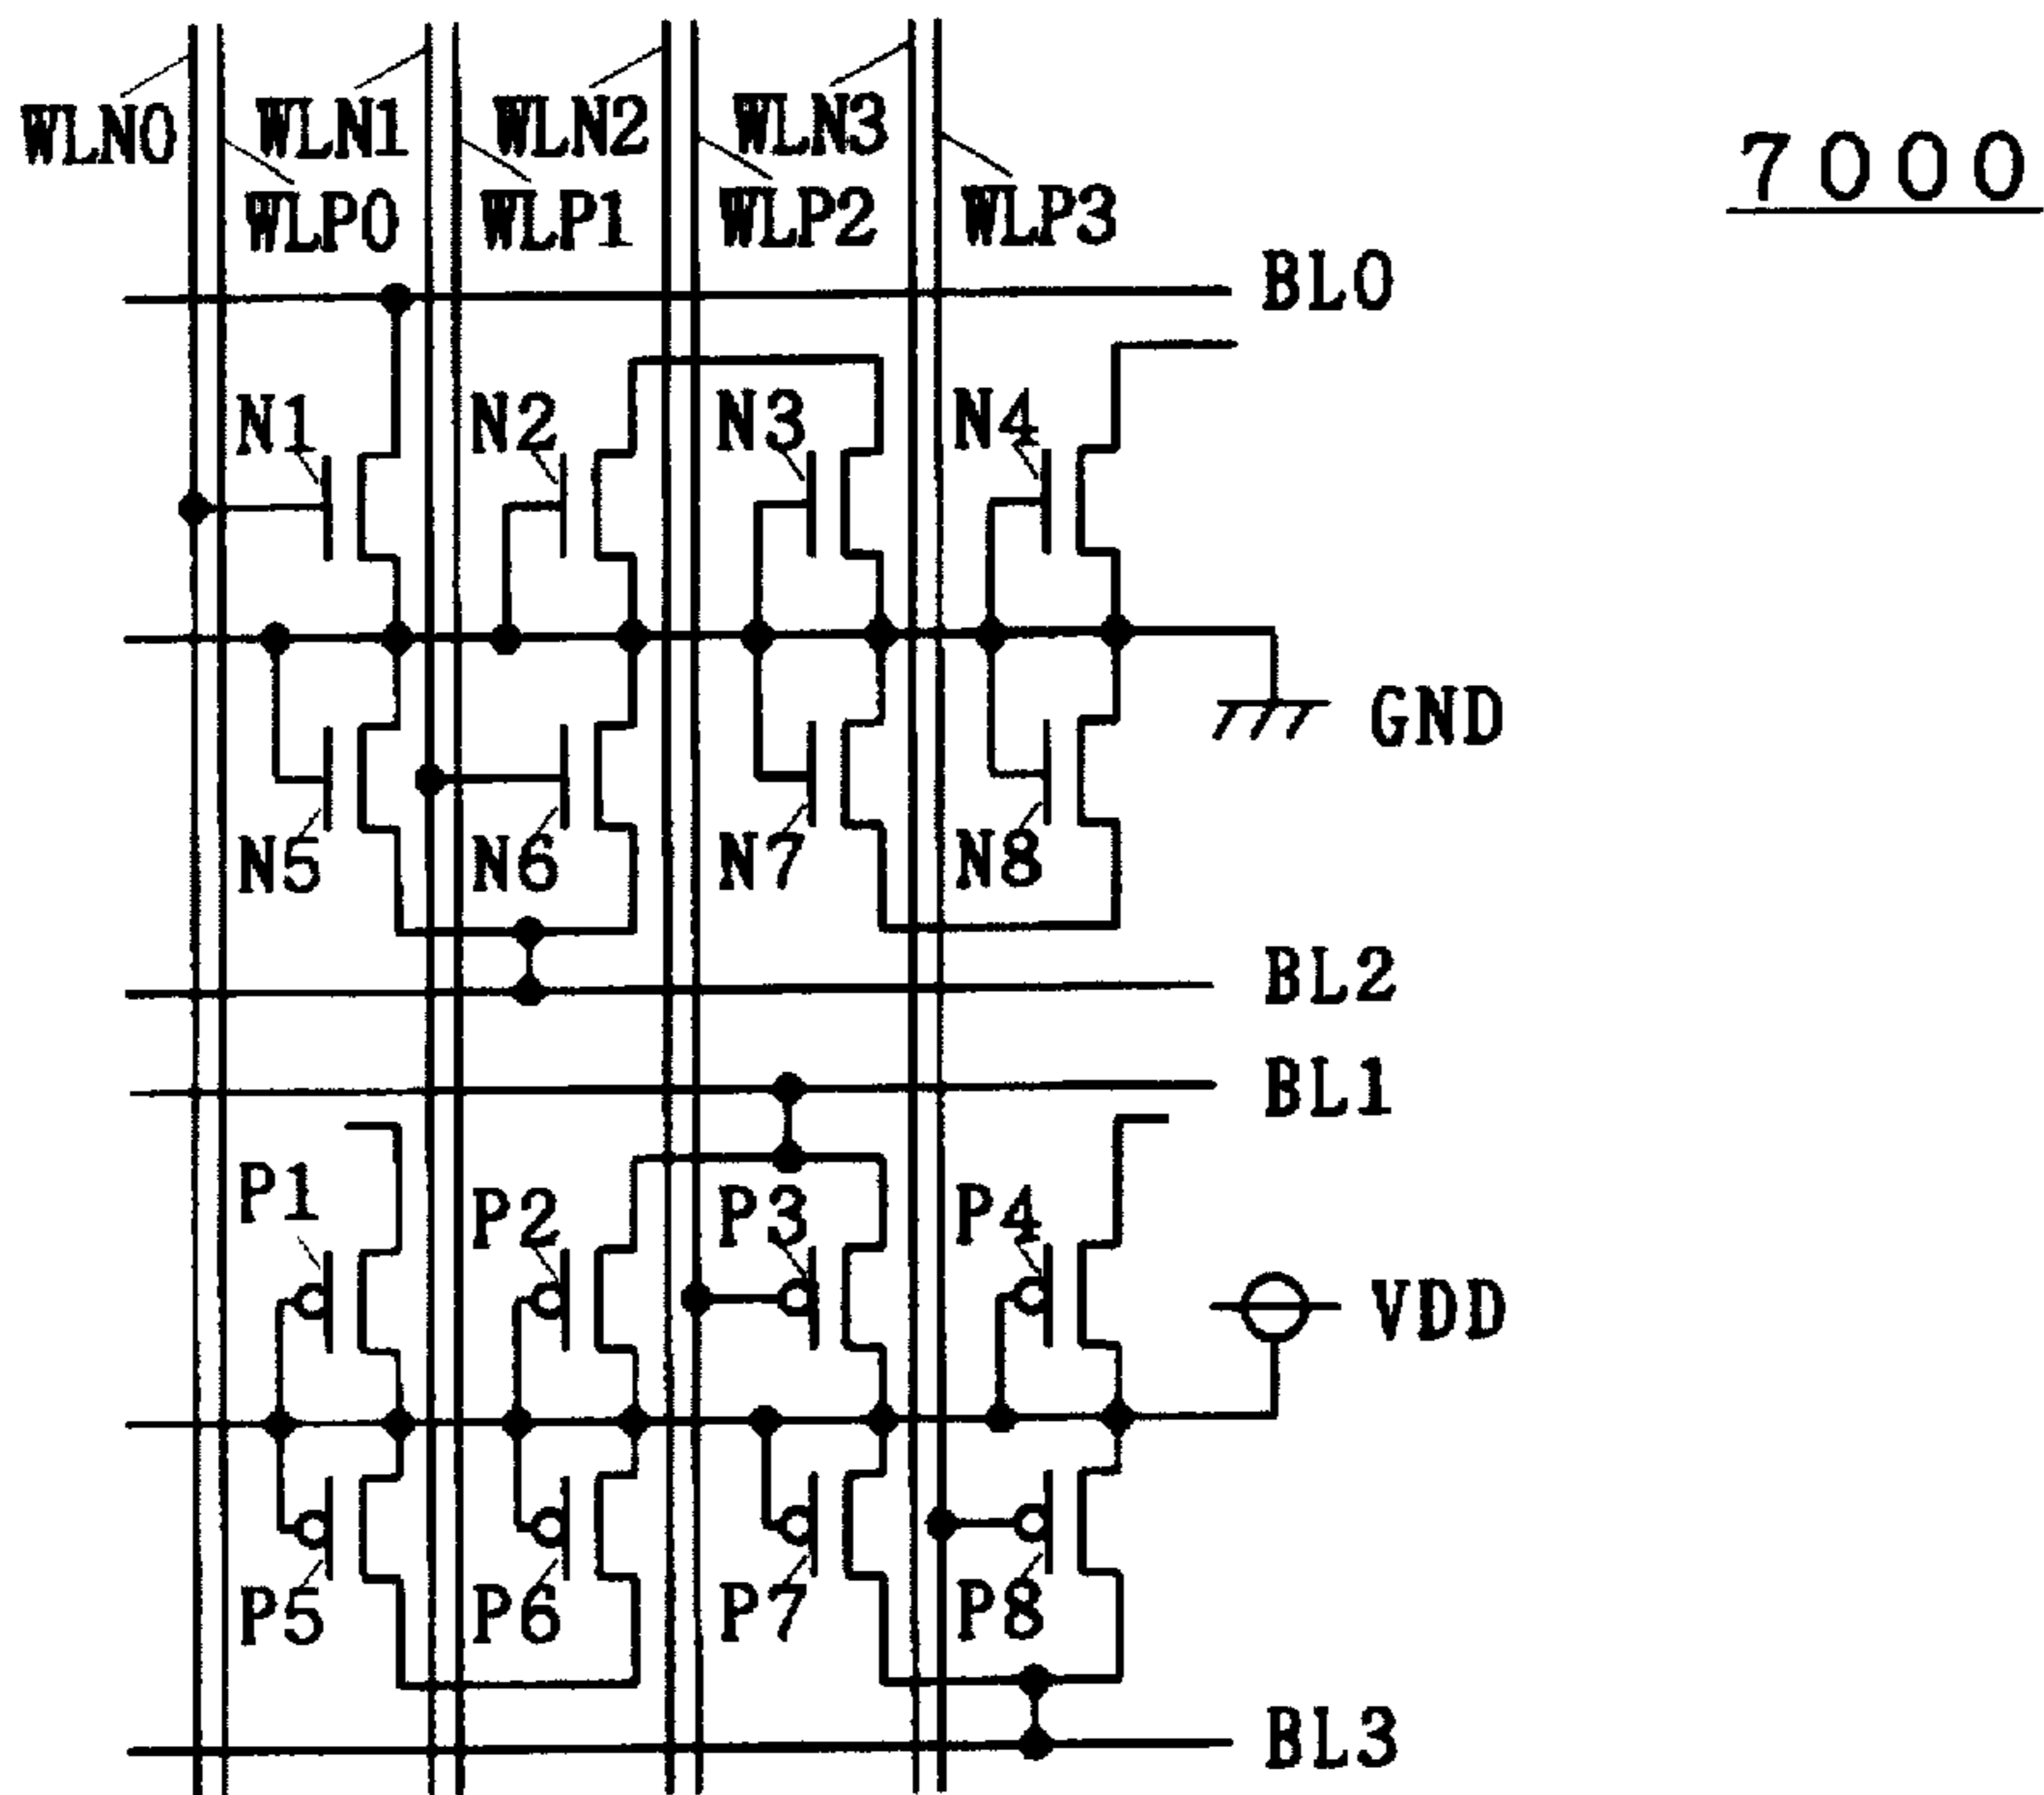 WLN0 WLN1 WLN2 WLN3
7000
WLP0 WLP1 WLP2 WLP3
BL0
N1 N2 N3 N4
GND
N5 N6 N7 N8
BL2
BL1
P1 P2 P3 P4
VDD
P5 P6 P7 P8
BL3